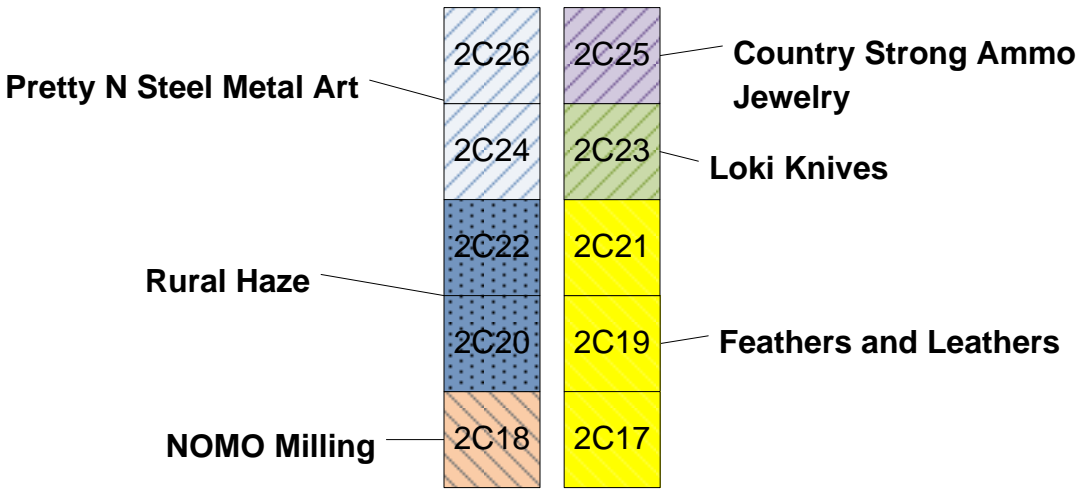 2C26
2C25
Country Strong Ammo
Jewelry
Pretty N Steel Metal Art
2C24
2C23
Loki Knives
2C22
2C21
Rural Haze
2C20
2C19
Feathers and Leathers
NOMO Milling
2C18
2C17